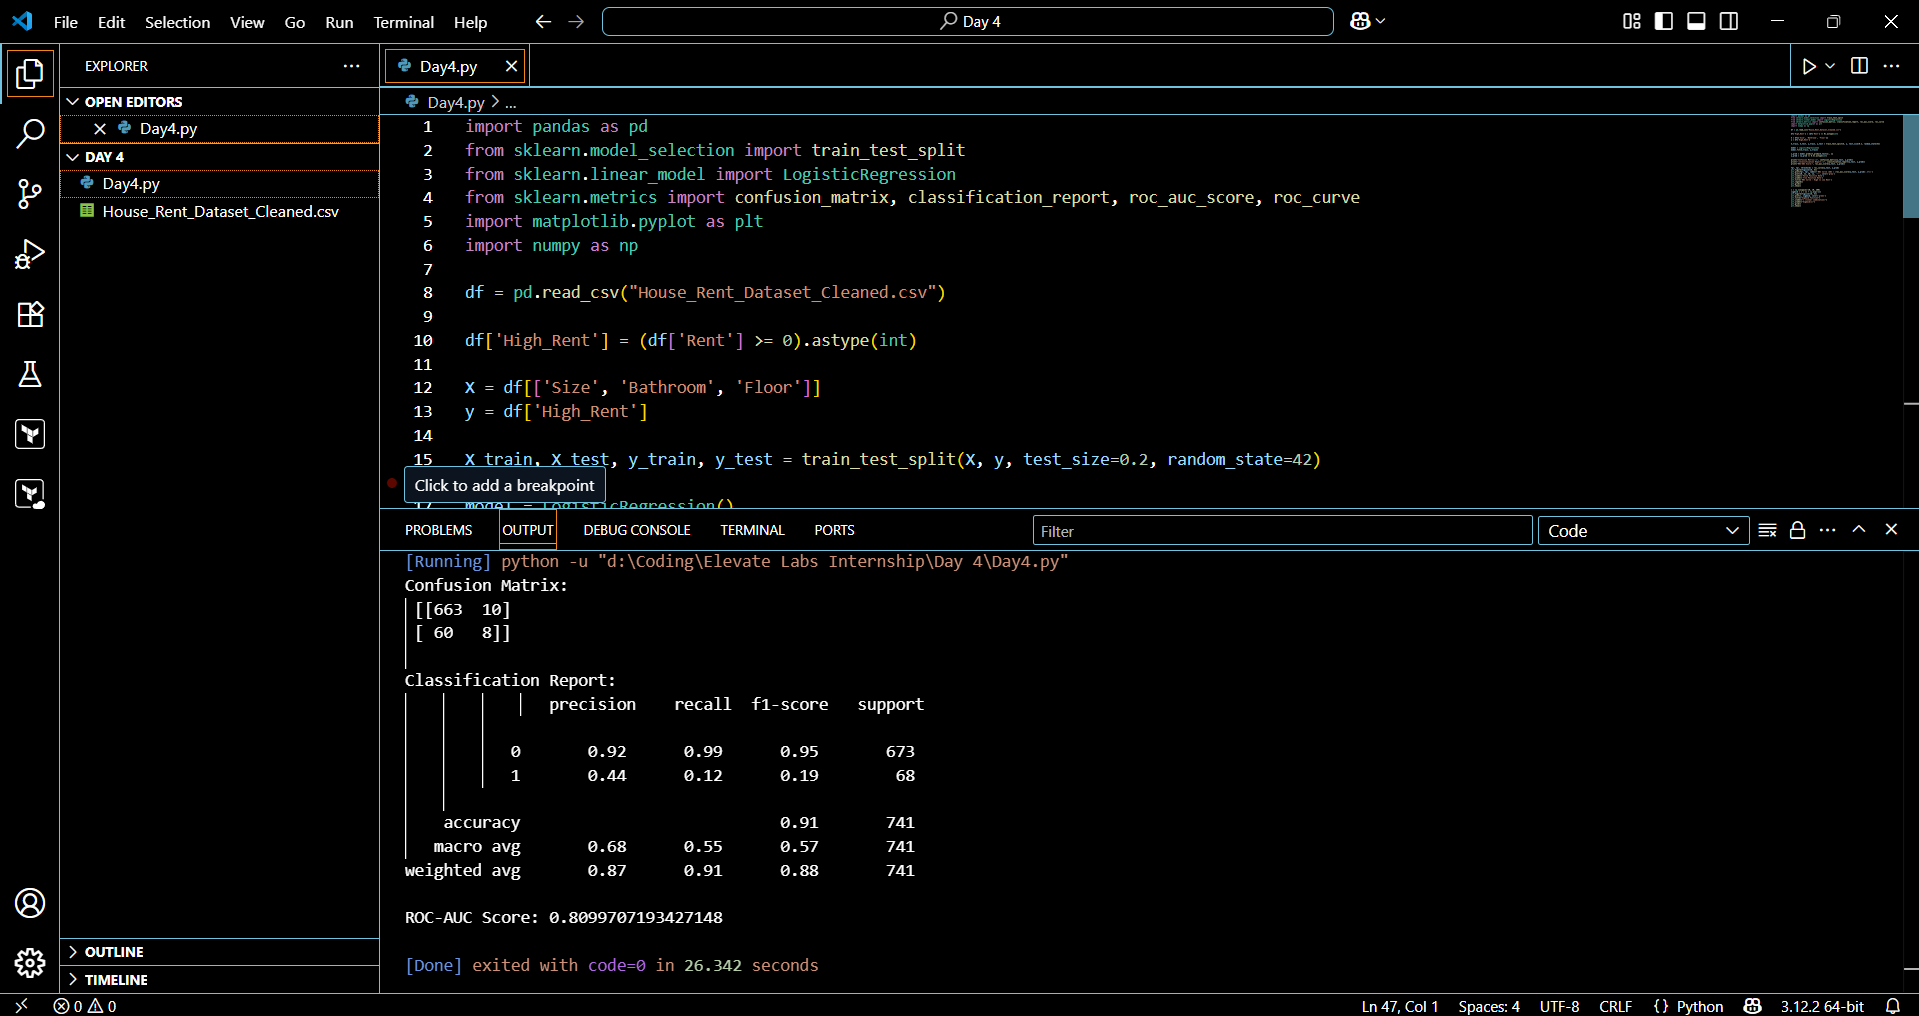 File Edit Selection View Go Run Terminal Help
Day 4
EXPLORER
OPEN EDITORS
Day4.py
DAY 4
Day4.py
House_Rent_Dataset_Cleaned.csv
OUTLINE
TIMELINE
Day4.py
Day4.py > ...
1 import pandas as pd
2 from sklearn.model_selection import train_test_split
3 from sklearn.linear_model import LogisticRegression
4 from sklearn.metrics import confusion_matrix, classification_report, roc_auc_score, roc_curve
5 import matplotlib.pyplot as plt
6 import numpy as np
7
8 df = pd.read_csv("House_Rent_Dataset_Cleaned.csv")
9
10 df['High_Rent'] = (df['Rent'] >= 0).astype(int)
11
12 X = df[['Size', 'Bathroom', 'Floor']]
13 y = df['High_Rent']
14
15 X_train, X_test, y_train, y_test = train_test_split(X, y, test_size=0.2, random_state=42)
Click to add a breakpoint
17 model = LogisticRegression()
PROBLEMS OUTPUT DEBUG CONSOLE TERMINAL PORTS Filter Code
[Running] python -u "d:\Coding\Elevate Labs Internship\Day 4\Day4.py"
Confusion Matrix:
[[663 10]
[ 60 8]]
Classification Report:
precision recall f1-score support
0 0.92 0.99 0.95 673
1 0.44 0.12 0.19 68
accuracy 0.91 741
macro avg 0.68 0.55 0.57 741
weighted avg 0.87 0.91 0.88 741
ROC-AUC Score: 0.8099707193427148
[Done] exited with code=0 in 26.342 seconds
0 0 Ln 47, Col 1 Spaces: 4 UTF-8 CRLF {} Python 3.12.2 64-bit